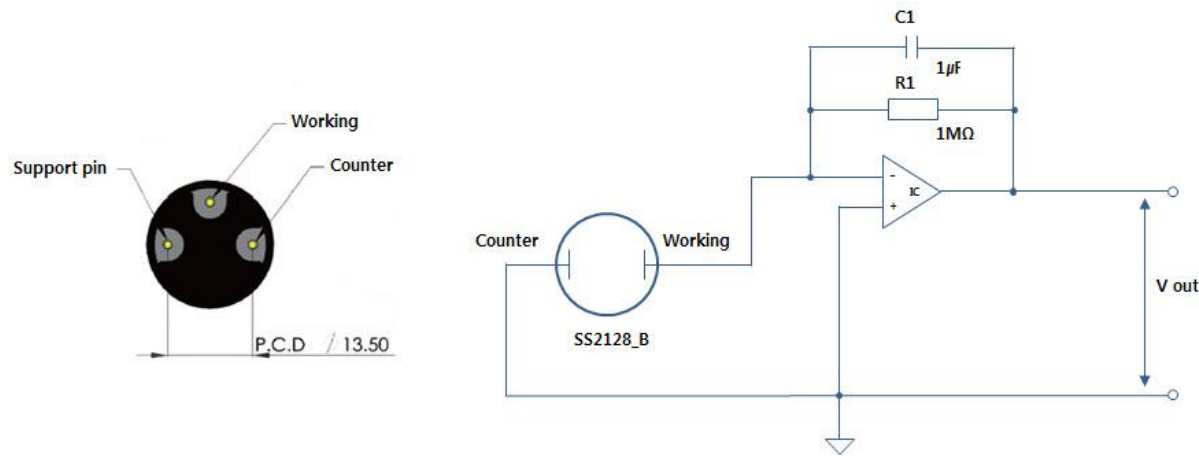 Working
Support pin
Counter
P.C.D / 13.50
C1
1µF
R1
1MΩ
-
IC
+
Counter
Working
SS2128_B
V out